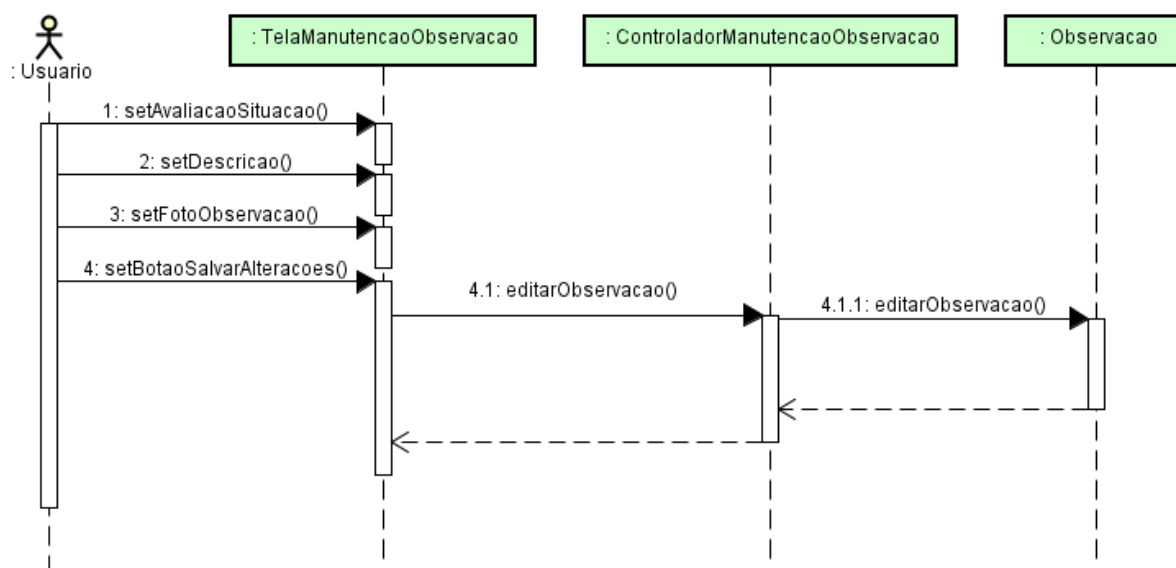 : Usuario
: TelaManutencaoObservacao
: ControladorManutencaoObservacao
: Observacao
1: setAvaliacaoSituacao()
2: setDescricao()
3: setFotoObservacao()
4: setBotaoSalvarAlteracoes()
4.1: editarObservacao()
4.1.1: editarObservacao()